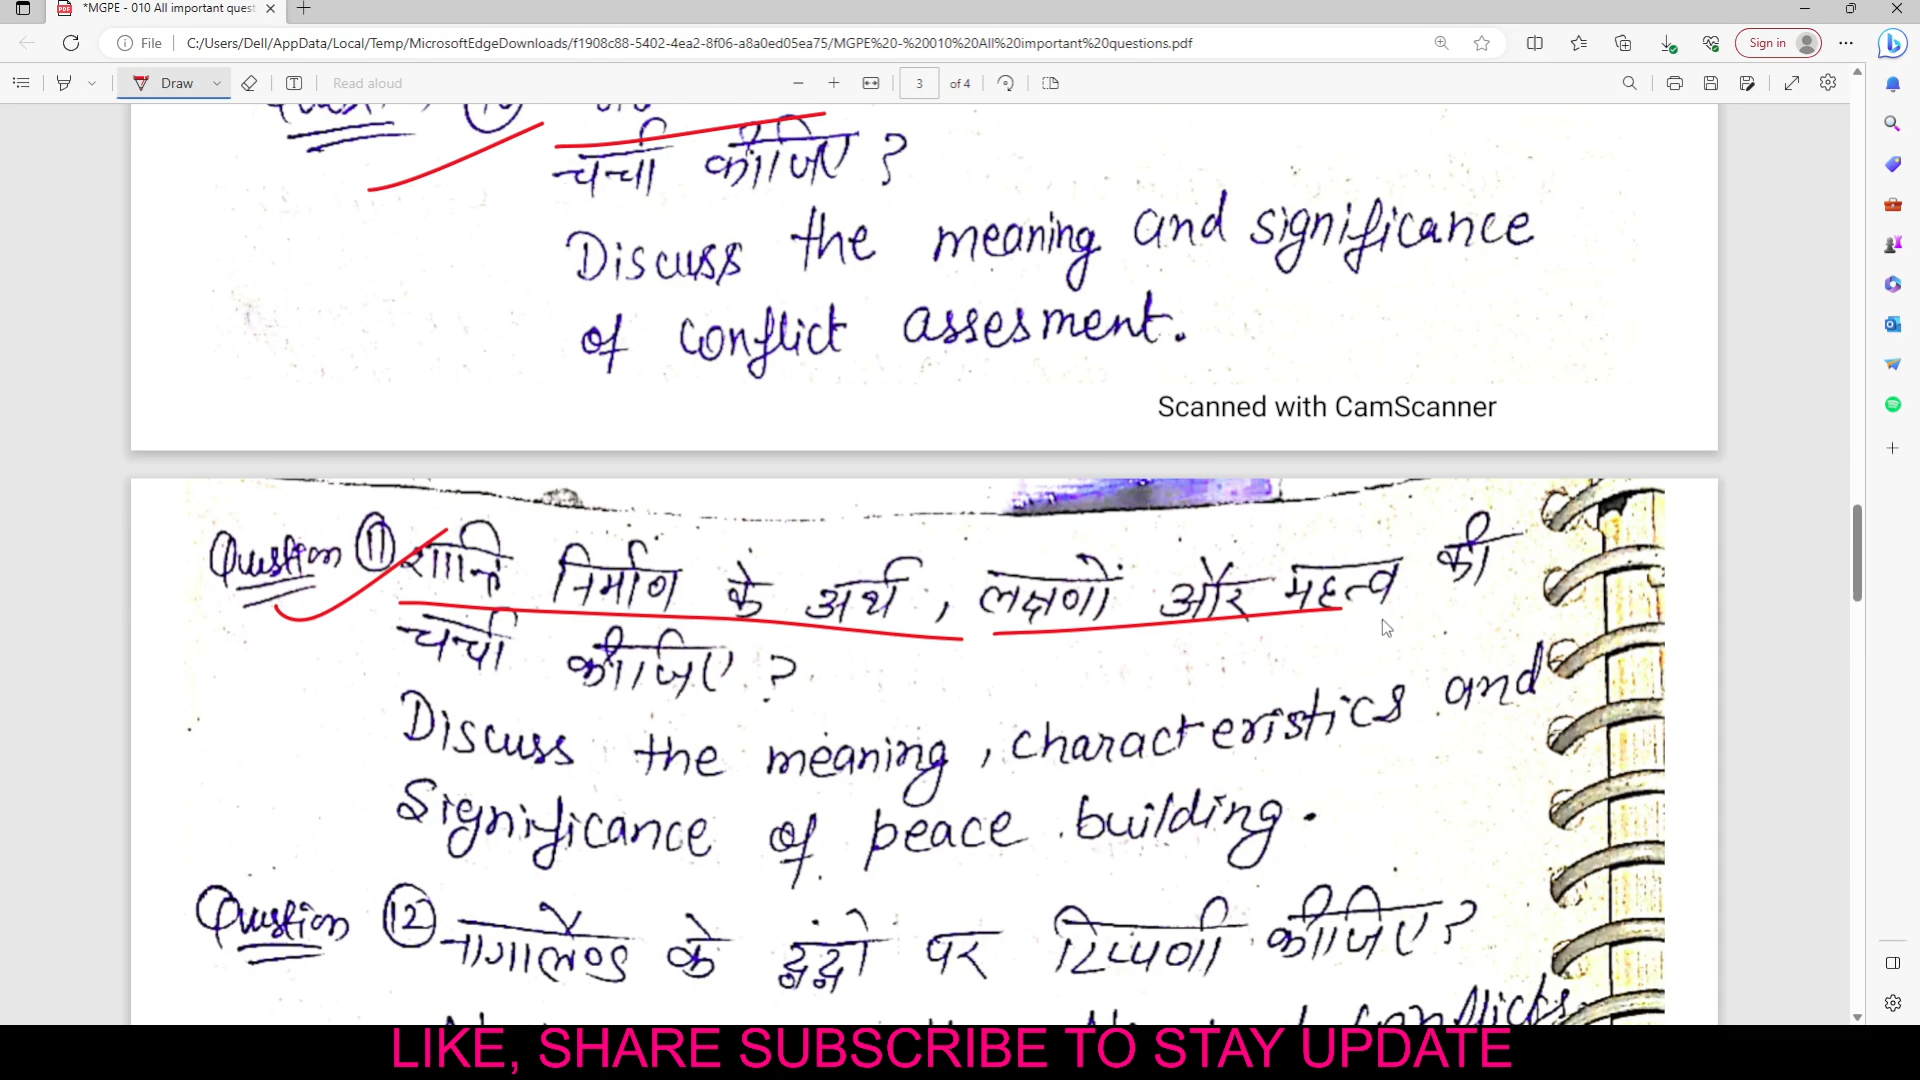 *MGPE - 010 All important quest
File C:/Users/Dell/AppData/Local/Temp/MicrosoftEdgeDownloads/f1908c88-5402-4ea2-8f06-a8a0ed05ea75/MGPE%20-%20010%20All%20important%20questions.pdf Sign in
Draw Read aloud 3 of 4
चर्चा कीजिए ?
Discuss the meaning and significance
of conflict assesment.
Scanned with CamScanner
Question 11 शान्ति निर्माण के अर्थ, लक्षणों और महत्व की
चर्चा कीजिए ?
Discuss the meaning, characteristics and
Significance of peace building.
Question 12 नागालैण्ड के द्वंद्वो पर टिप्पणी कीजिए ?
conflicts
LIKE, SHARE SUBSCRIBE TO STAY UPDATE